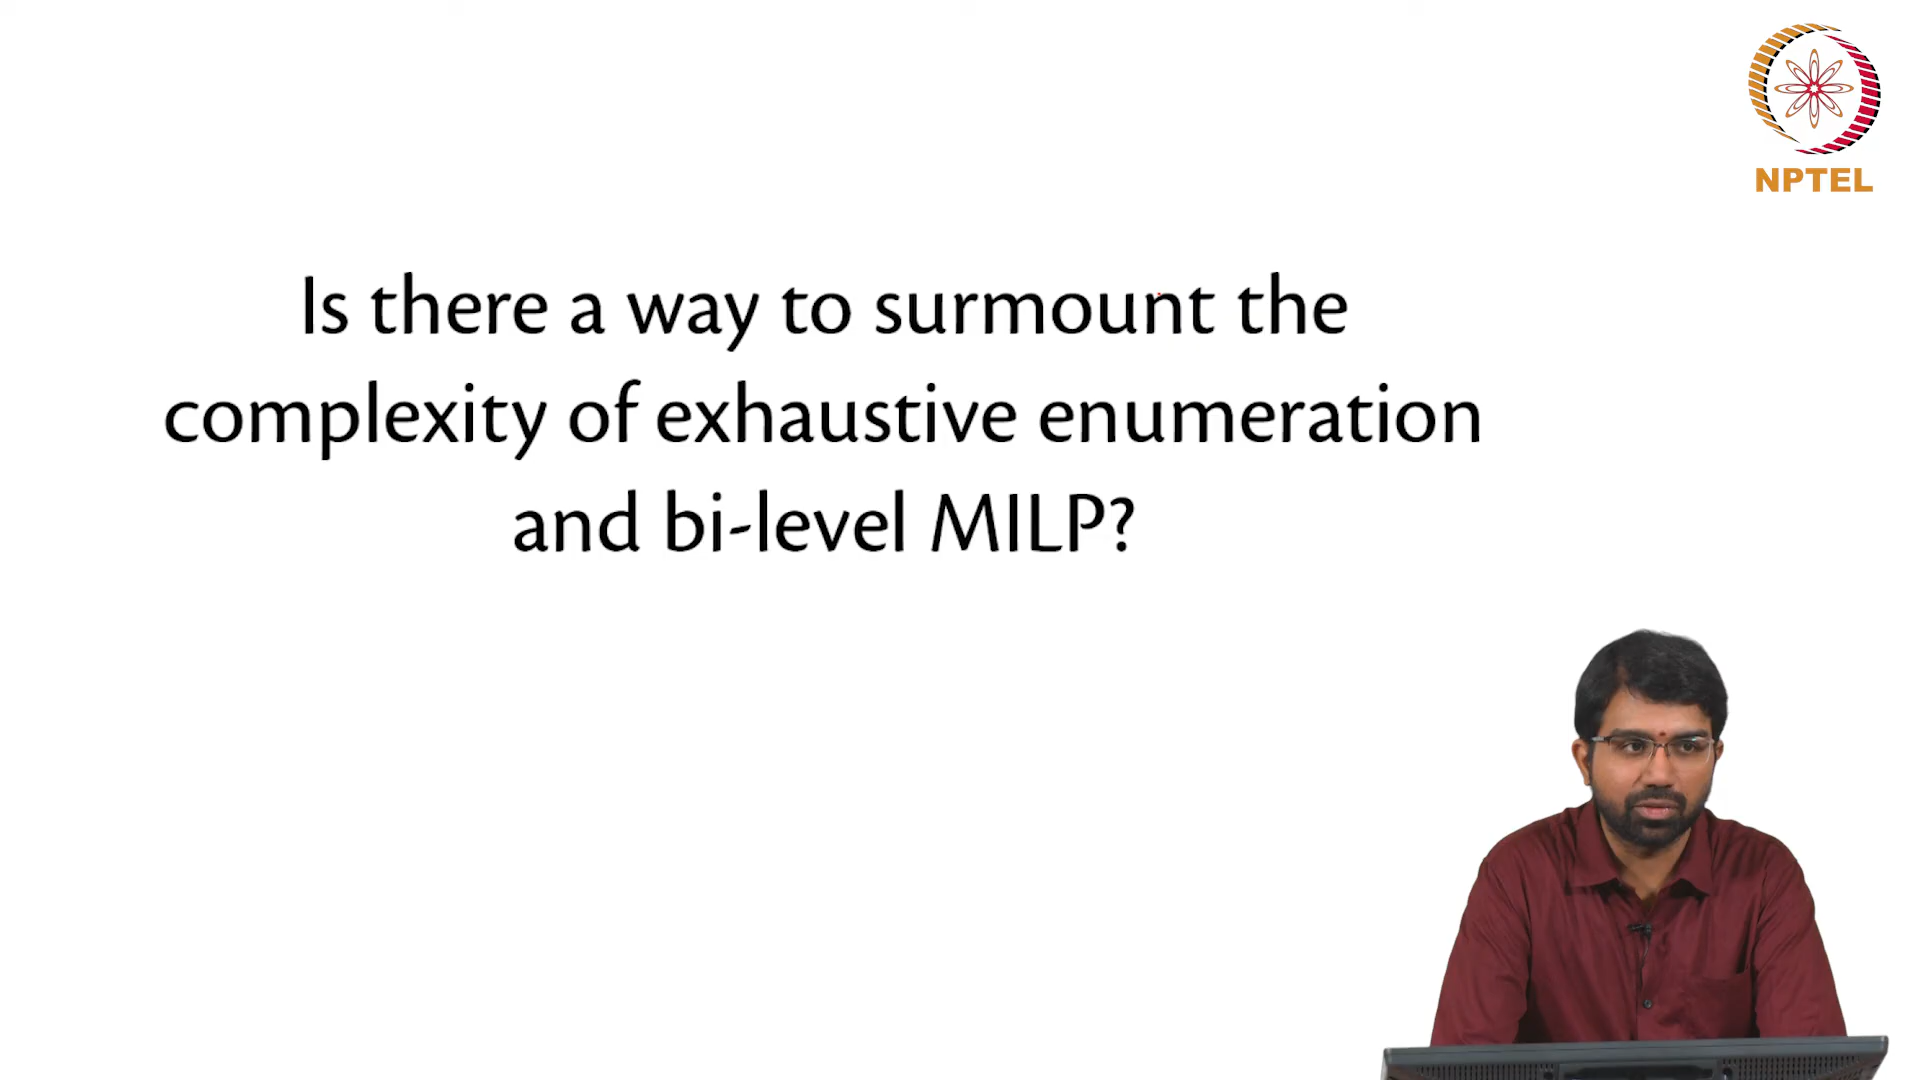 NPTEL
Is there a way to surmount the
complexity of exhaustive enumeration
and bi-level MILP?